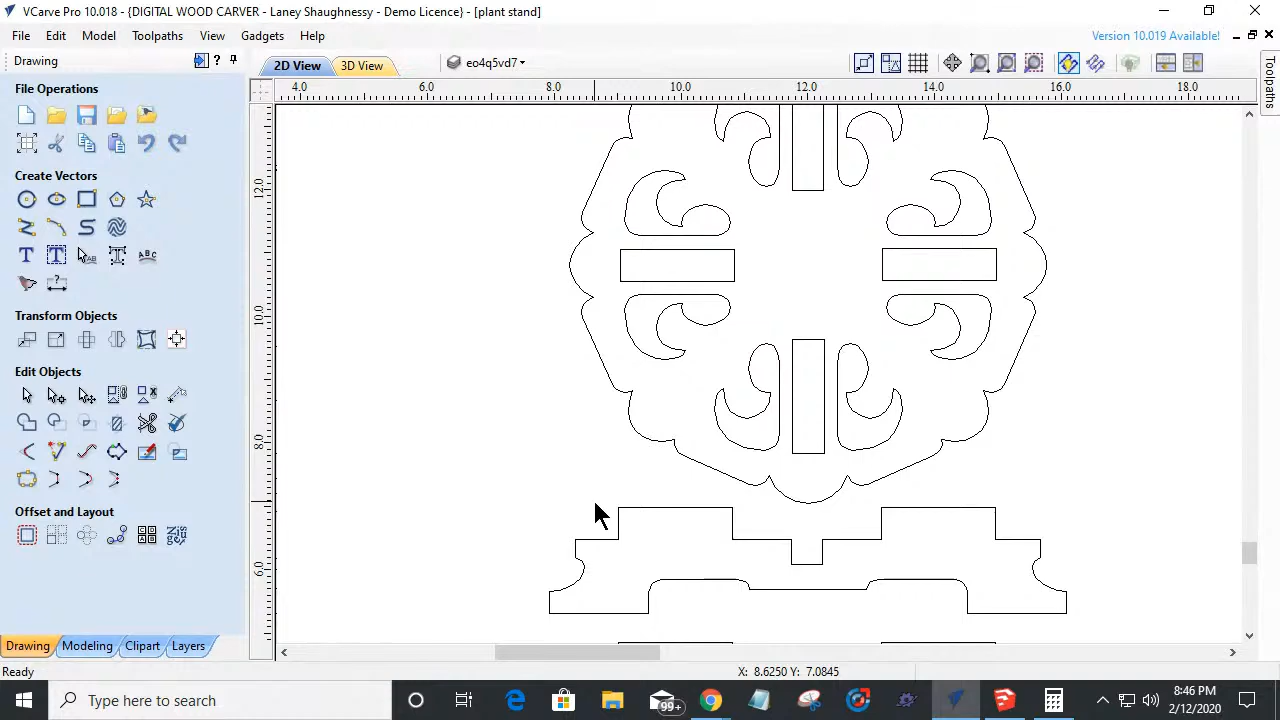 VCarve Pro 10.018 - {DIGITAL WOOD CARVER - Laney Shaughnessy - Demo Licence} - [plant stand]
File Edit Model Toolpaths View Gadgets Help
Version 10.019 Available!
Drawing
2D View
3D View
eo4q5vd7
Toolpaths
File Operations
4.0 6.0 8.0 10.0 12.0 14.0 16.0 18.0
Create Vectors
12.0
10.0
8.0
6.0
Transform Objects
Edit Objects
Offset and Layout
Drawing Modeling Clipart Layers
Ready
X: 8.6250 Y: 7.0845
Type here to search
99+
8:46 PM
2/12/2020